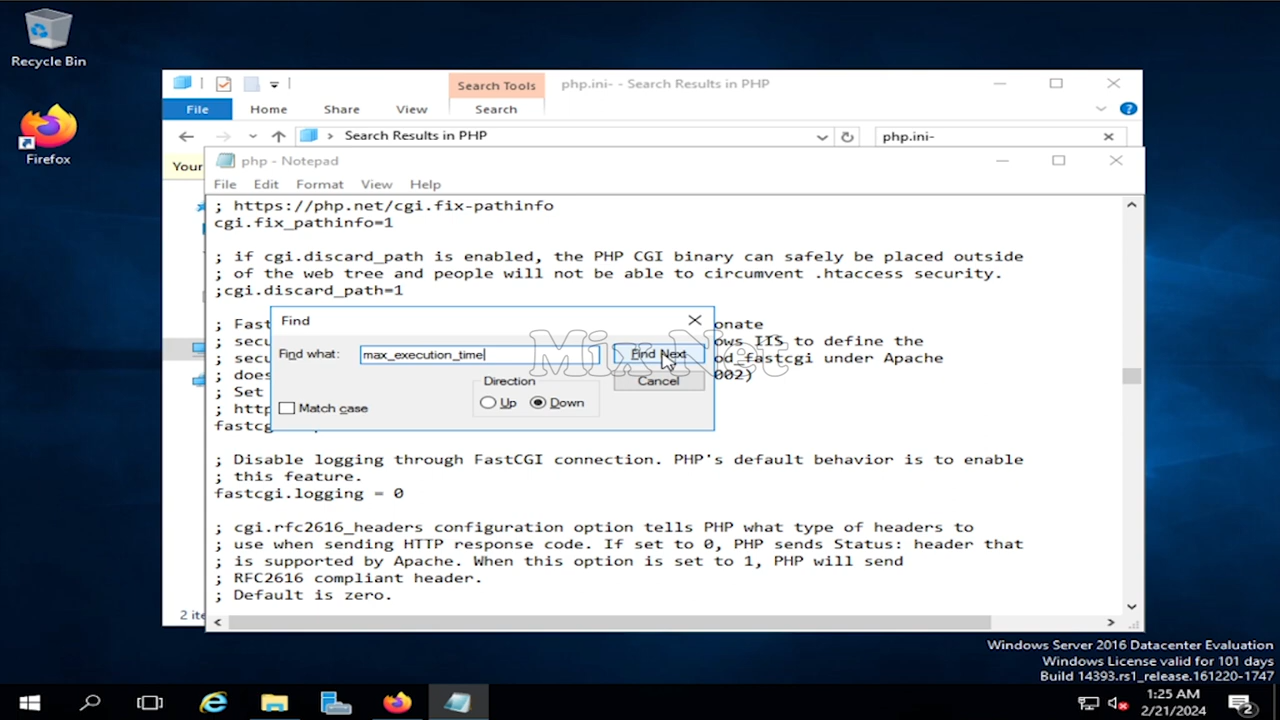 Recycle Bin
Firefox
Search Tools
php.ini- - Search Results in PHP
File Home Share View Search
Search Results in PHP
php.ini-
Your
php - Notepad
File Edit Format View Help
; https://php.net/cgi.fix-pathinfo
cgi.fix_pathinfo=1
; if cgi.discard_path is enabled, the PHP CGI binary can safely be placed outside
; of the web tree and people will not be able to circumvent .htaccess security.
;cgi.discard_path=1
; Fast
onate
; secu
ows IIS to define the
; secu
od_fastcgi under Apache
; does
002)
; Set
; http
fastcg
Find
Find what:
max_execution_time
Find Next
Cancel
Direction
Up
Down
Match case
Mix Net
; Disable logging through FastCGI connection. PHP's default behavior is to enable
; this feature.
fastcgi.logging = 0
; cgi.rfc2616_headers configuration option tells PHP what type of headers to
; use when sending HTTP response code. If set to 0, PHP sends Status: header that
; is supported by Apache. When this option is set to 1, PHP will send
; RFC2616 compliant header.
; Default is zero.
2 ite
Windows Server 2016 Datacenter Evaluation
Windows License valid for 101 days
Build 14393.rs1_release.161220-1747
1:25 AM
2/21/2024
2